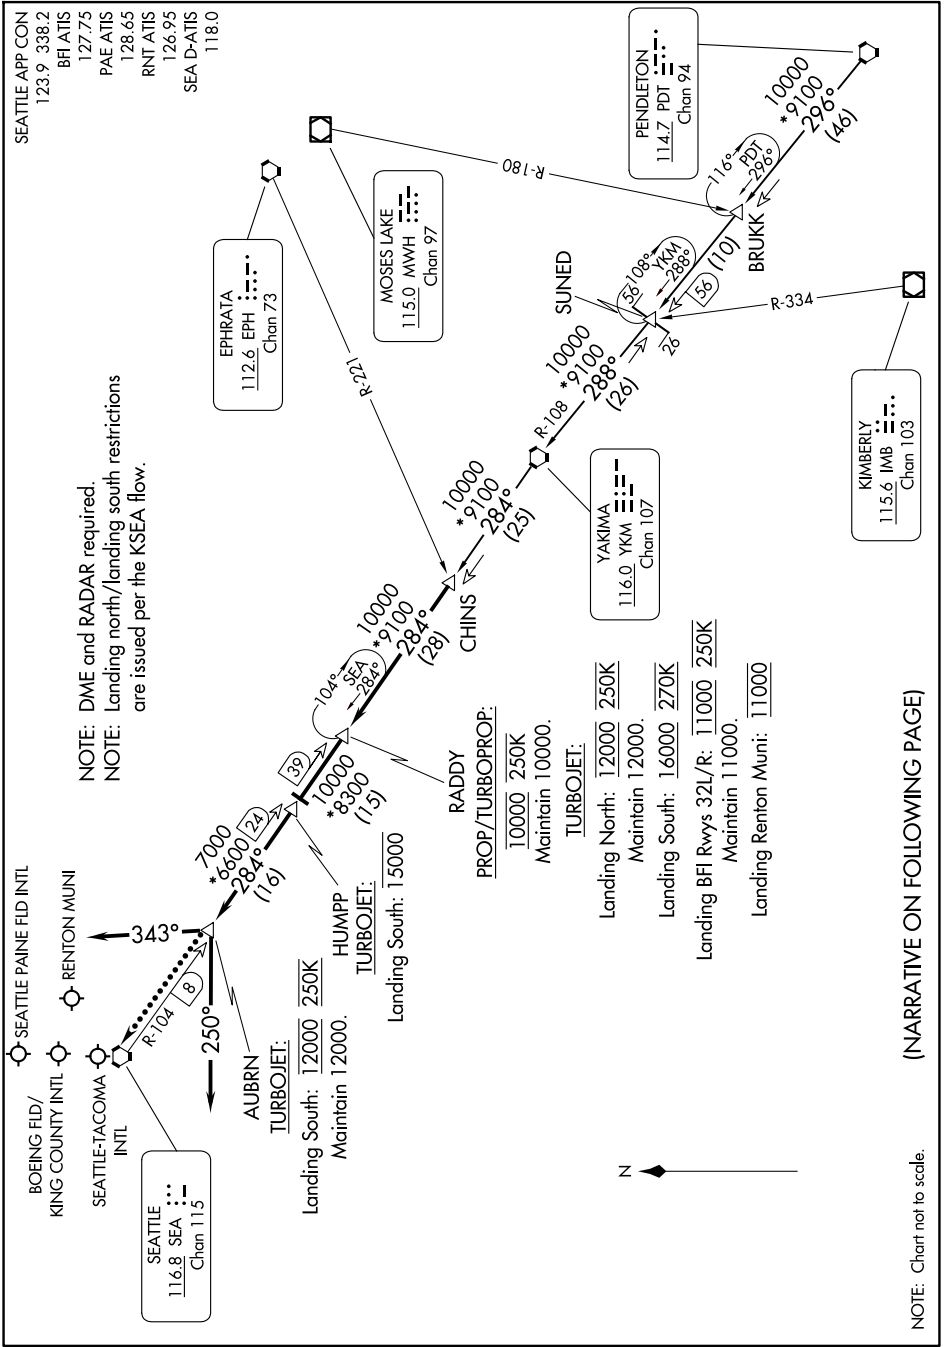 SEATTLE APP CON
123.9 338.2
BFI ATIS
127.75
PAE ATIS
128.65
RNT ATIS
126.95
SEA D-ATIS
118.0
NOTE: DME and RADAR required.
NOTE: Landing north/landing south restrictions
are issued per the KSEA flow.
SEATTLE PAINE FLD INTL
BOEING FLD/
KING COUNTY INTL
RENTON MUNI
SEATTLE-TACOMA
INTL
SEATTLE
116.8 SEA
Chan 115
R-104
8
343°
250°
AUBRN
TURBOJET:
Landing South: 12000 250K
Maintain 12000.
7000
*6600
284°
(16)
24
HUMPP
TURBOJET:
Landing South: 15000
39
10000
*8300
(15)
104°
SEA
284°
RADDY
PROP/TURBOPROP:
10000 250K
Maintain 10000.
TURBOJET:
Landing North: 12000 250K
Maintain 12000.
Landing South: 16000 270K
Landing BFI Rwys 32L/R: 11000 250K
Maintain 11000.
Landing Renton Muni: 11000
10000
*9100
284°
(28)
CHINS
EPHRATA
112.6 EPH
Chan 73
R-221
MOSES LAKE
115.0 MWH
Chan 97
R-180
10000
*9100
284°
(25)
YAKIMA
116.0 YKM
Chan 107
R-108
10000
*9100
288°
(26)
SUNED
56
108°
YKM
288°
26
56
(10)
BRUKK
116°
PDT
296°
10000
*9100
296°
(46)
PENDLETON
114.7 PDT
Chan 94
R-334
KIMBERLY
115.6 IMB
Chan 103
N
(NARRATIVE ON FOLLOWING PAGE)
NOTE: Chart not to scale.